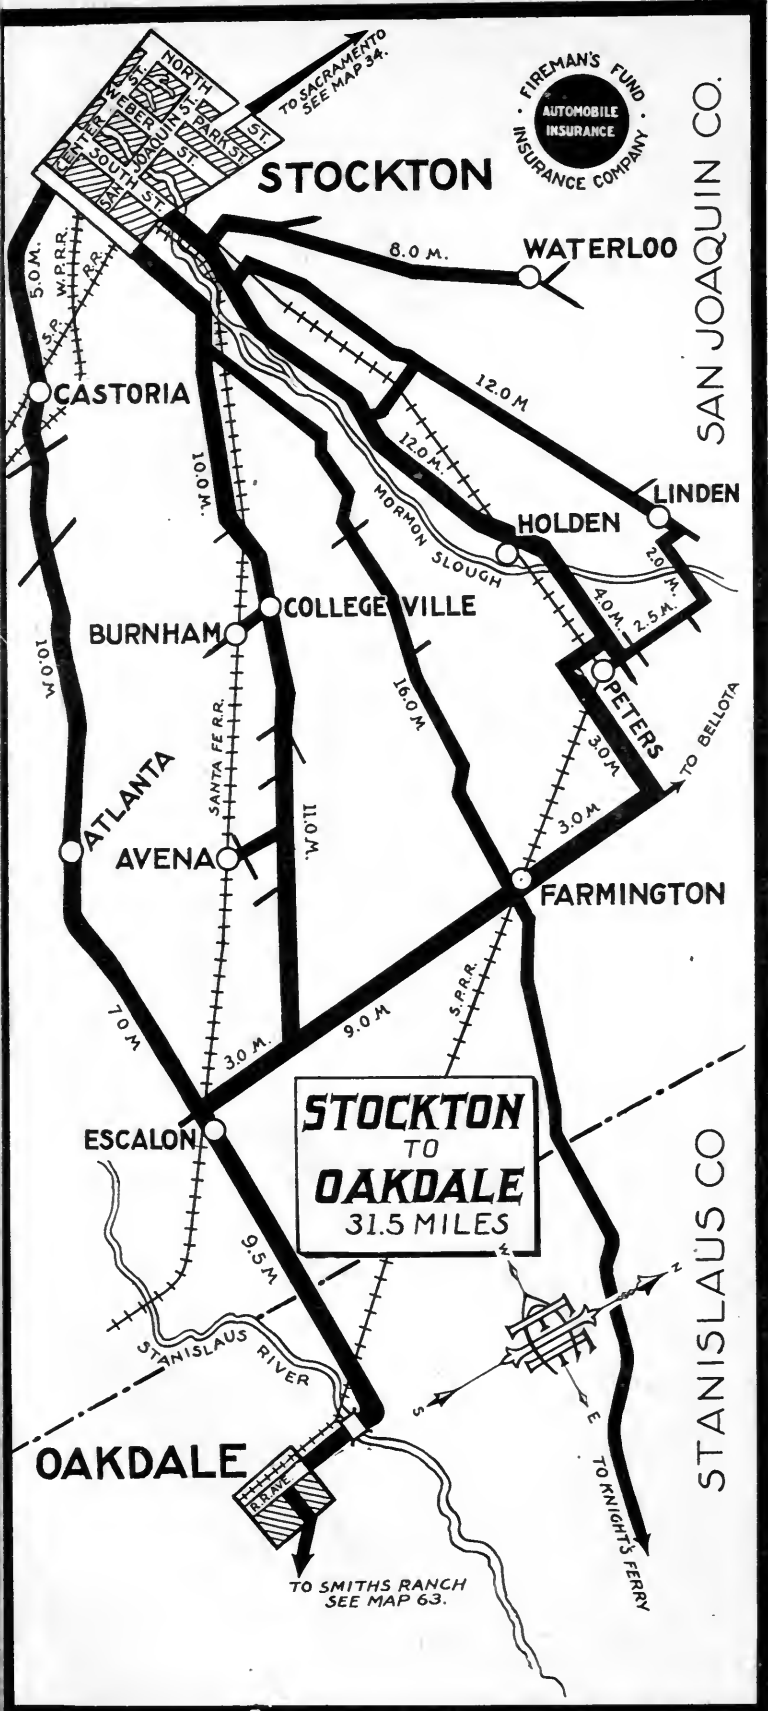 NORTH
ST.
WEBER
SAN JOAQUIN ST.
PARK ST
ST.
CENTER ST.
SOUTH ST.
TO SACRAMENTO
SEE MAP 34.
FIREMAN'S FUND
AUTOMOBILE
INSURANCE
INSURANCE COMPANY
SAN JOAQUIN CO.
STOCKTON
WATERLOO
8.0 M.
5.0 M.
W.P.R.R.
S.P. R.R.
CASTORIA
12.0 M
12.0 M.
10.0 M.
LINDEN
HOLDEN
MORMON SLOUGH
2.0 M.
4.0 M.
2.5 M.
COLLEGEVILLE
BURNHAM
10.0 M
16.0 M
PETERS
3.0 M
TO BELLOTA
SANTA FE R.R.
ATLANTA
AVENA
11.0 M.
3.0 M
FARMINGTON
S.P.R.R.
7.0 M
9.0 M
3.0 M.
ESCALON
STOCKTON
TO
OAKDALE
31.5 MILES
STANISLAUS CO
9.5 M
W
N
S
E
STANISLAUS RIVER
OAKDALE
R.R. AVE.
TO KNIGHT'S FERRY
TO SMITHS RANCH
SEE MAP 63.